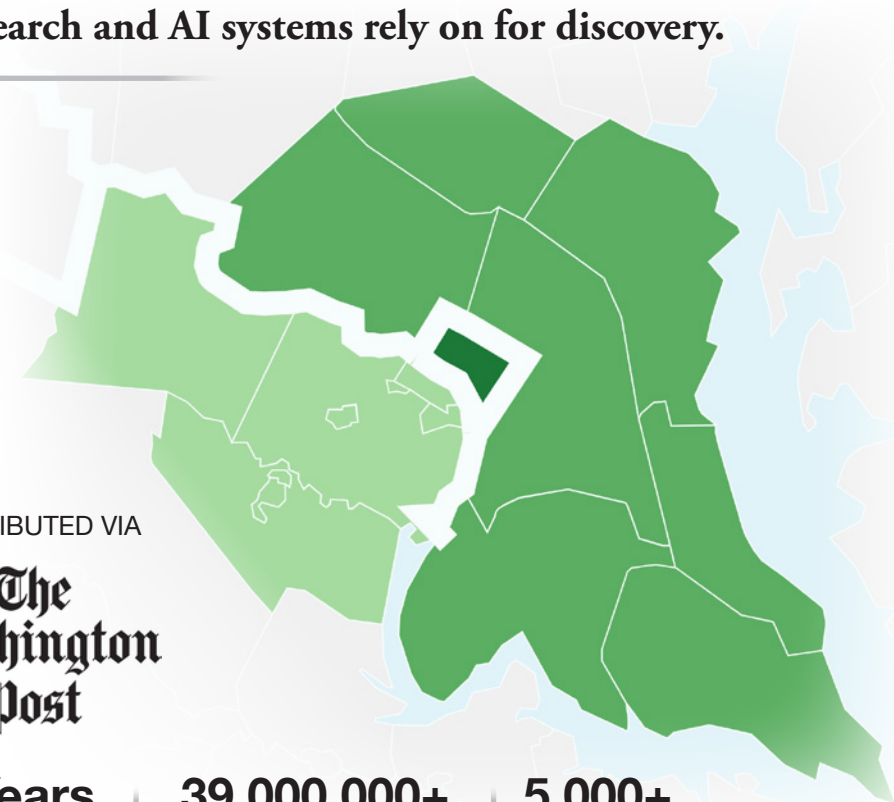 earch and AI systems rely on for discovery.
IBUTED VIA
The
hington
Post
ears
39,000,000+
5,000+